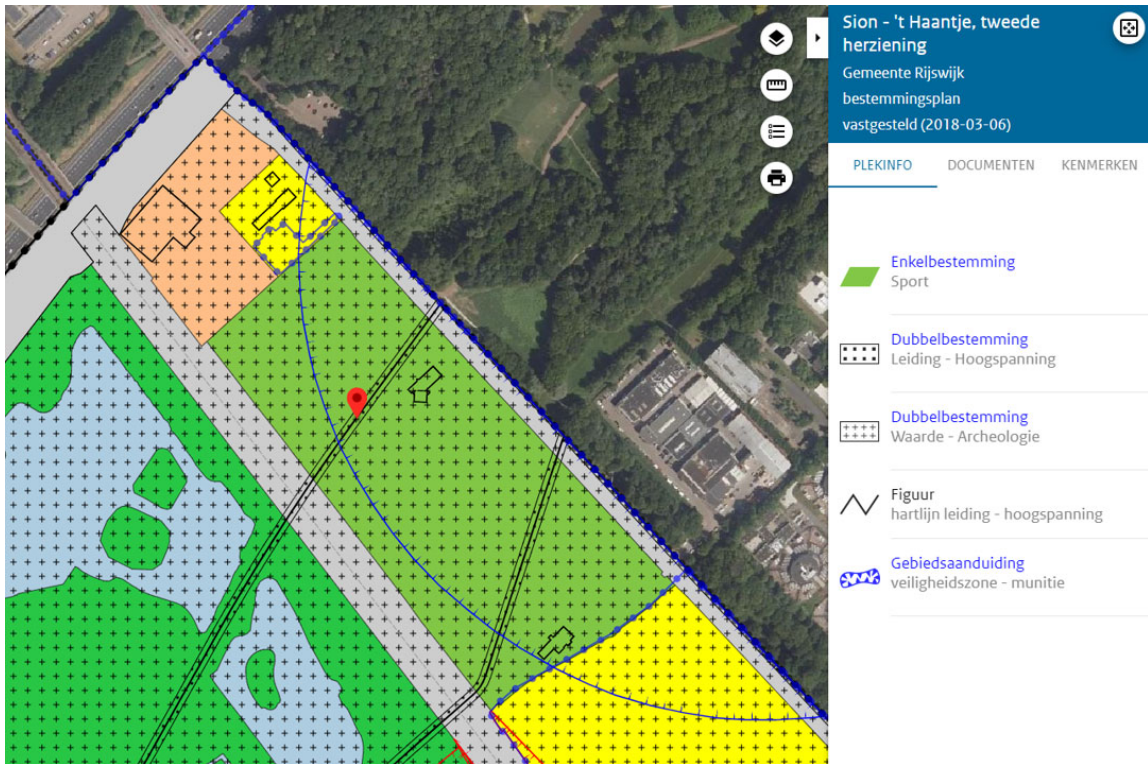 Sion - 't Haantje, tweede
herziening
Gemeente Rijswijk
bestemmingsplan
vastgesteld (2018-03-06)
PLEKINFO DOCUMENTEN KENMERKEN
Enkelbestemming
Sport
Dubbelbestemming
Leiding - Hoogspanning
Dubbelbestemming
Waarde - Archeologie
Figuur
hartlijn leiding - hoogspanning
Gebiedsaanduiding
veiligheidszone - munitie